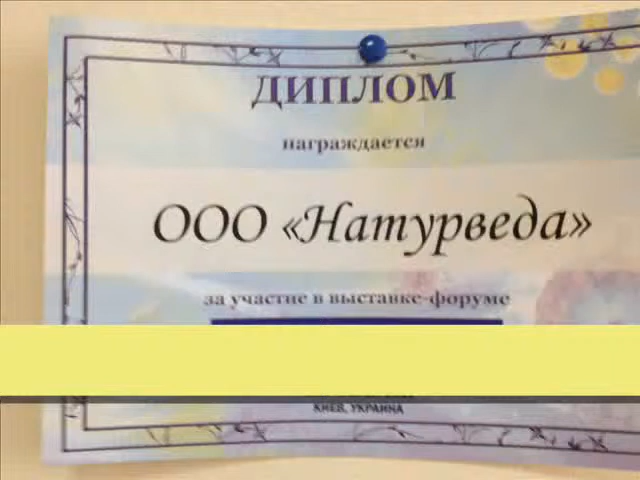 ДИПЛОМ
награждается
ООО «Натурведа»
за участие в выставке-форуме
КИЕВ, УКРАИНА